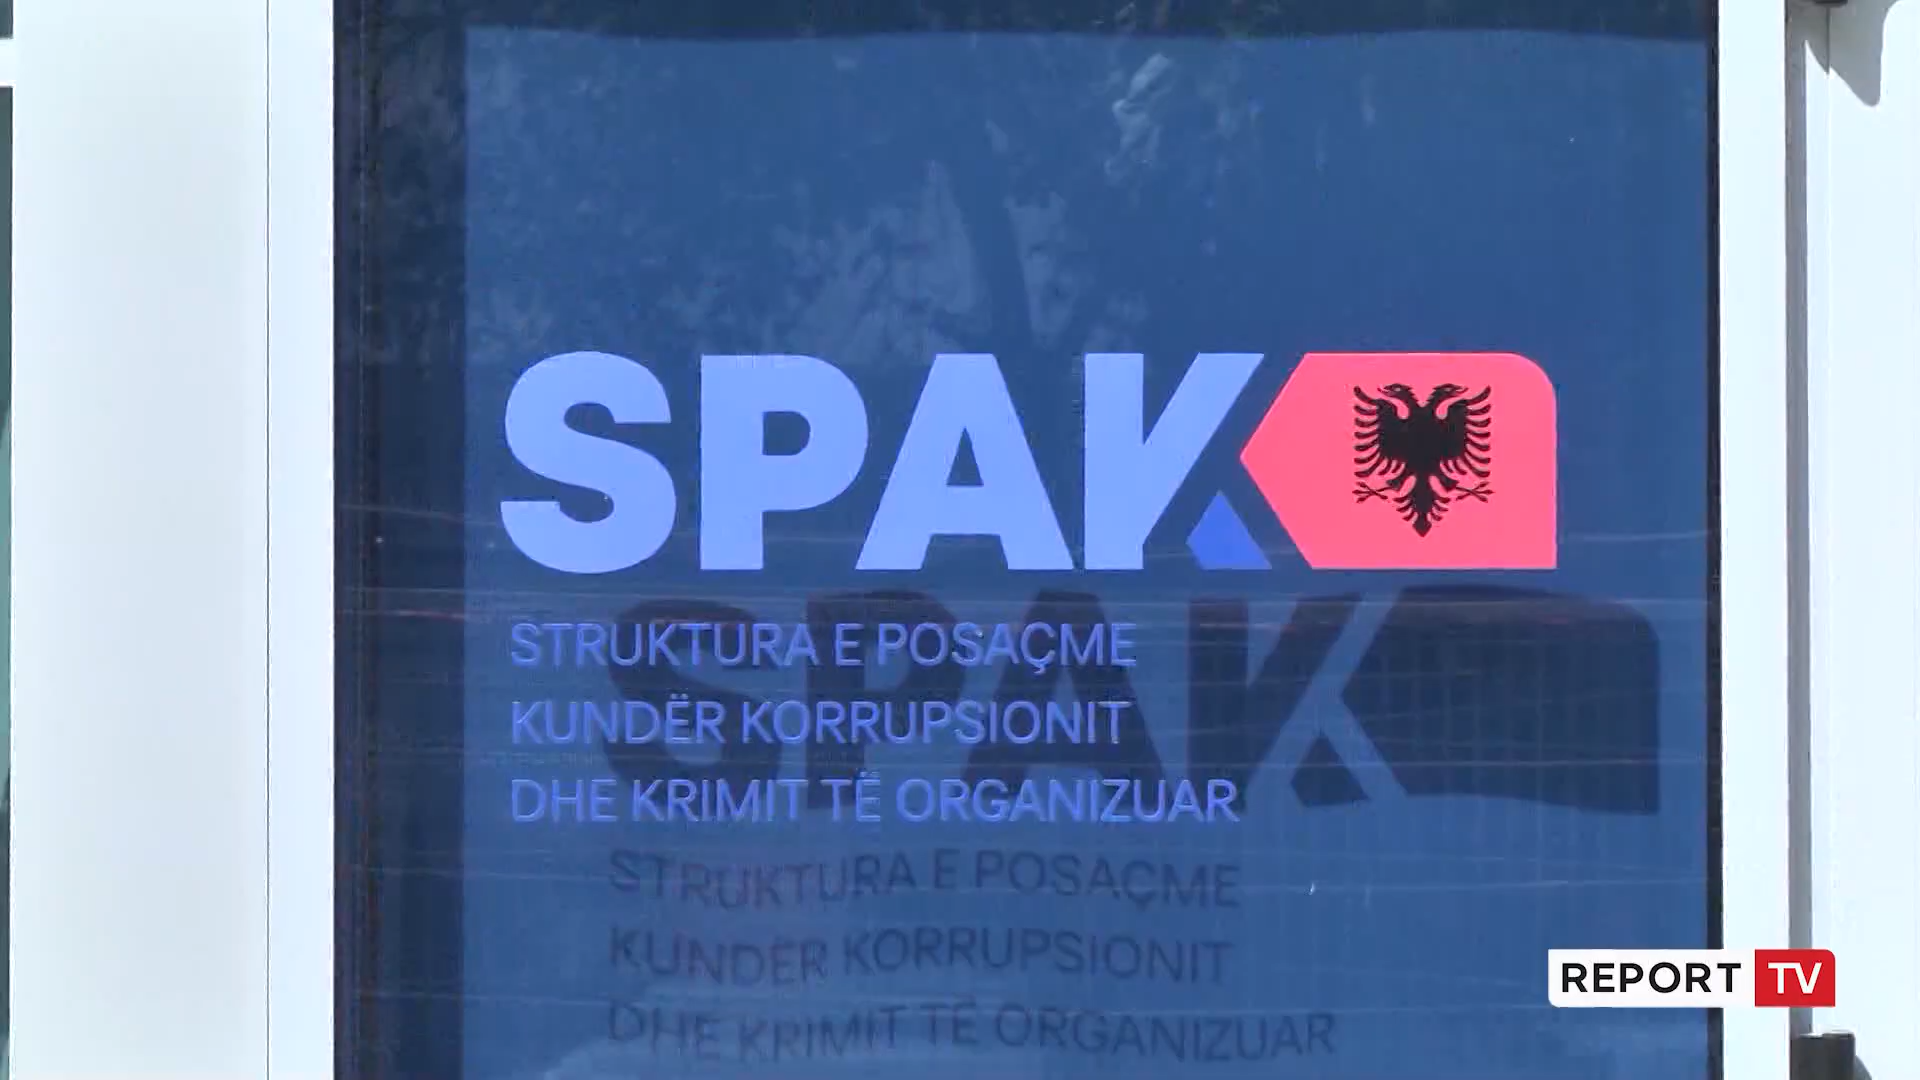 SPAK
STRUKTURA E POSAÇME
KUNDËR KORRUPSIONIT
DHE KRIMIT TË ORGANIZUAR
SPAK
STRUKTURA E POSAÇME
KUNDËR KORRUPSIONIT
DHE KRIMIT TË ORGANIZUAR
REPORT TV